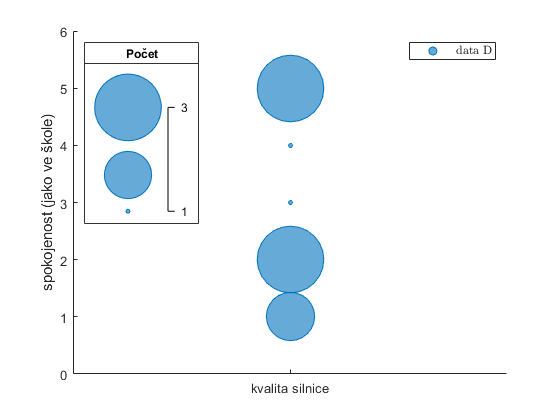 Počet
3
1
data D
6
5
4
3
2
1
0
spokojenost (jako ve škole)
kvalita silnice